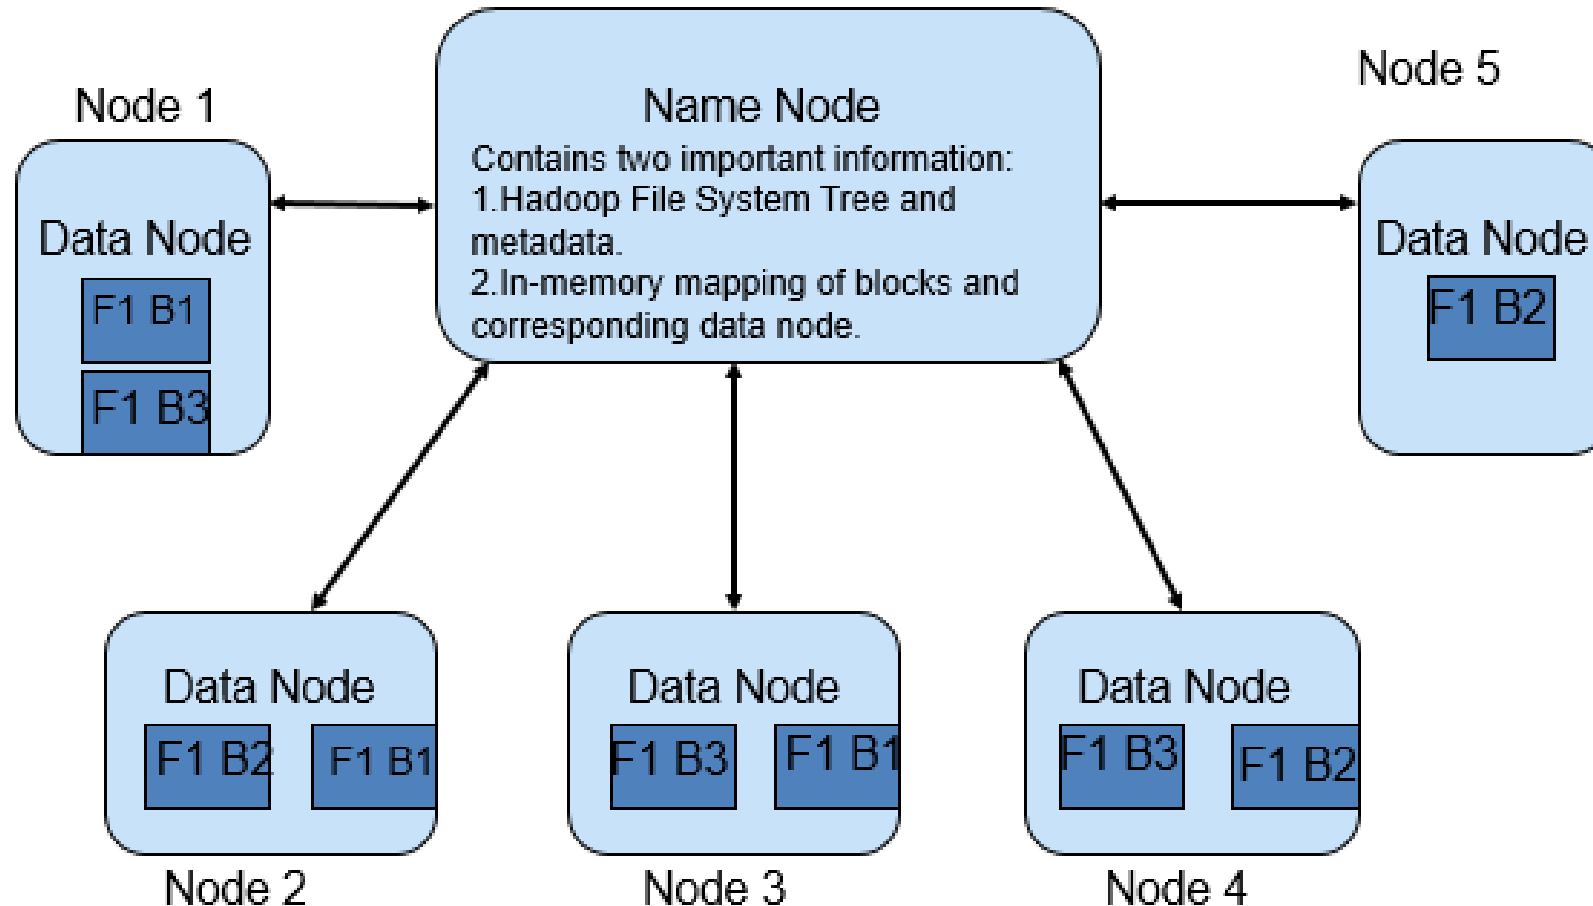 Node 1
Data Node
F1 B1
F1 B3
Name Node
Contains two important information:
1.Hadoop File System Tree and
metadata.
2.In-memory mapping of blocks and
corresponding data node.
Node 5
Data Node
F1 B2
Data Node
F1 B2
F1 B1
Node 2
Data Node
F1 B3
F1 B1
Node 3
Data Node
F1 B3
F1 B2
Node 4